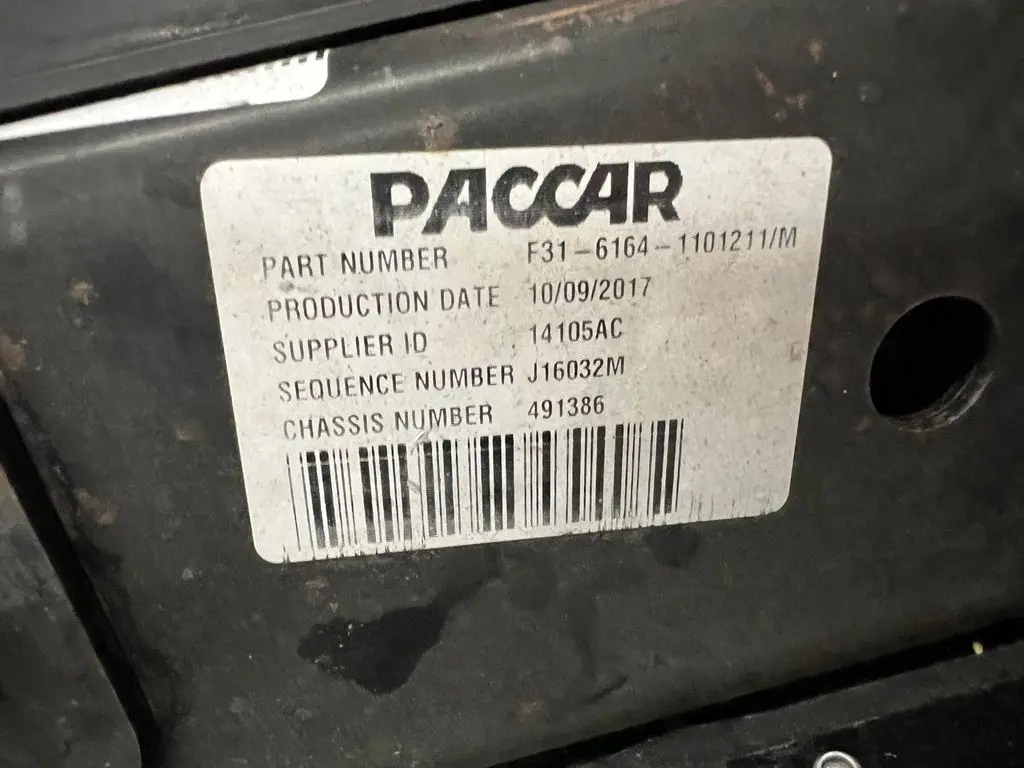 PACCAR
PART NUMBER F31-6164-1101211/M
PRODUCTION DATE 10/09/2017
SUPPLIER ID 14105AC
SEQUENCE NUMBER J16032M
CHASSIS NUMBER 491386